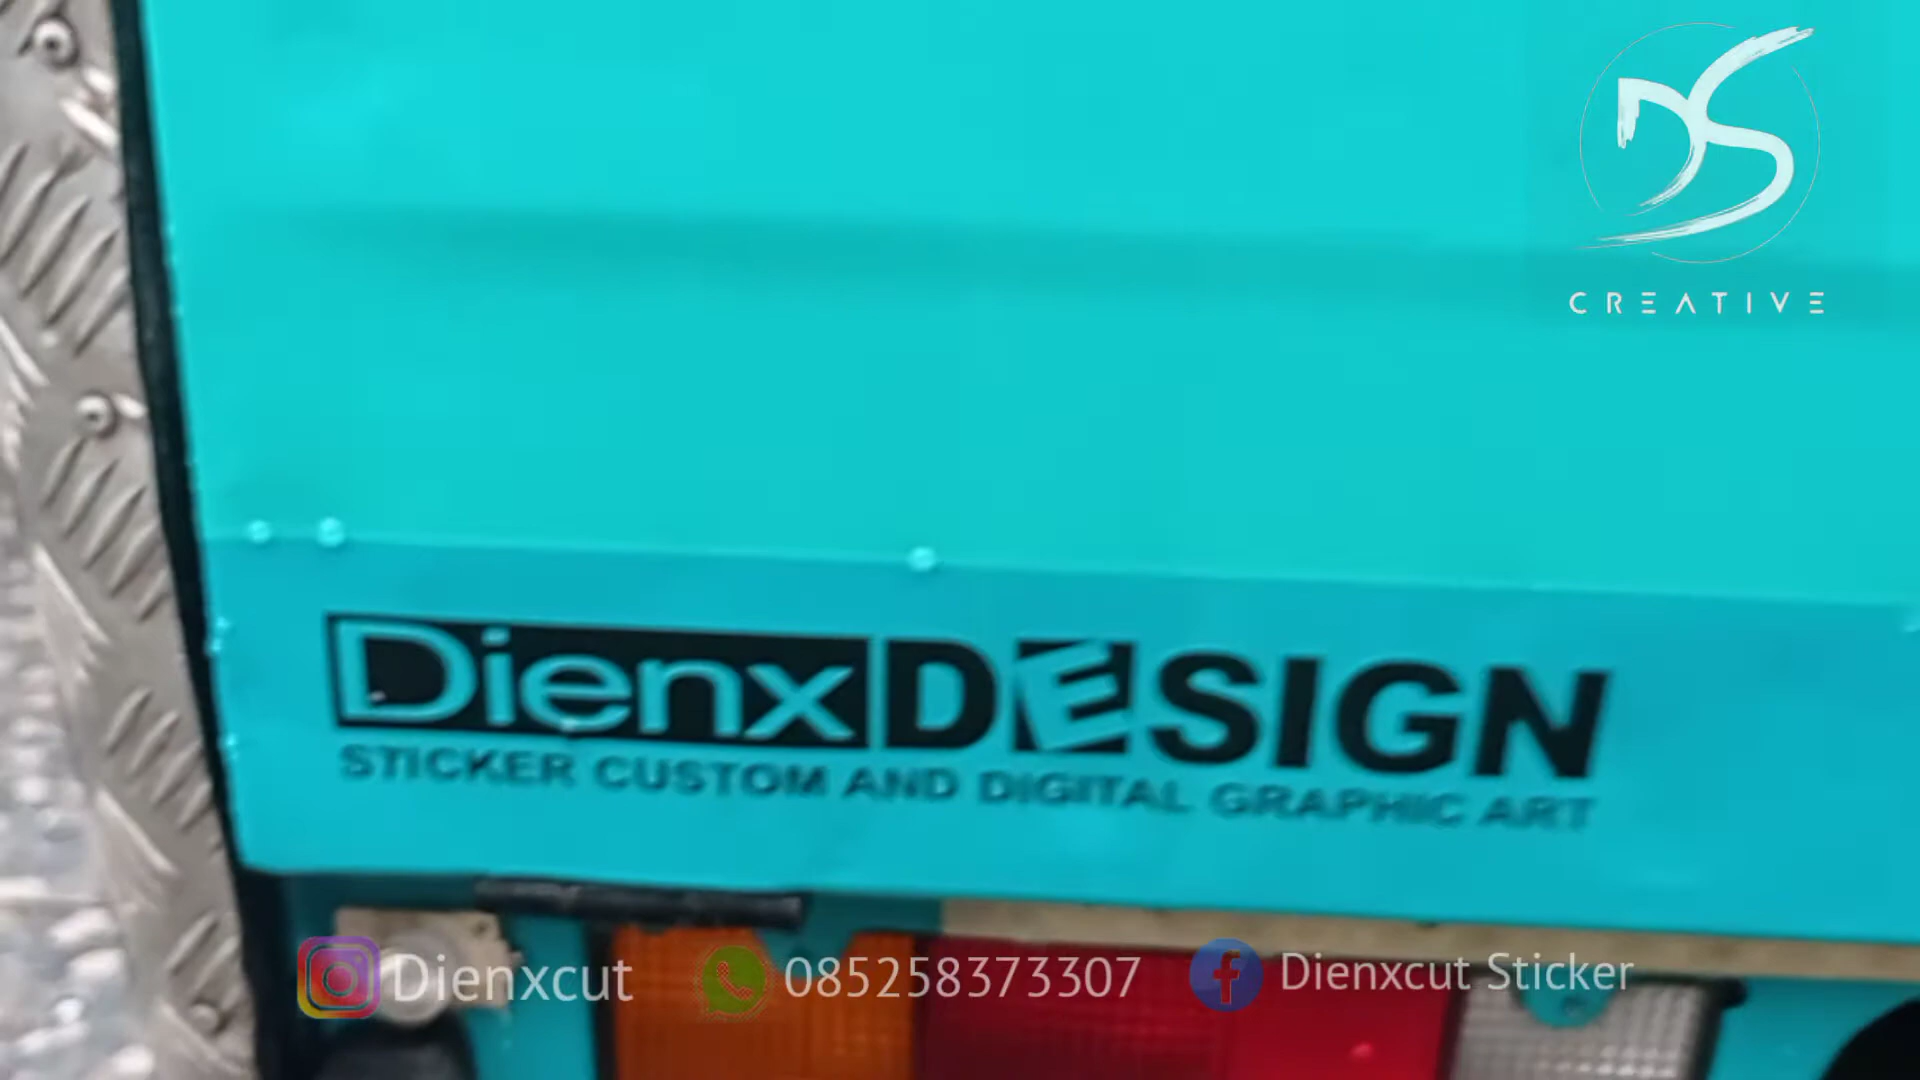 DS
CREATIVE
DienxDESIGN
STICKER CUSTOM AND DIGITAL GRAPHIC ART
Dienxcut
085258373307
Dienxcut Sticker